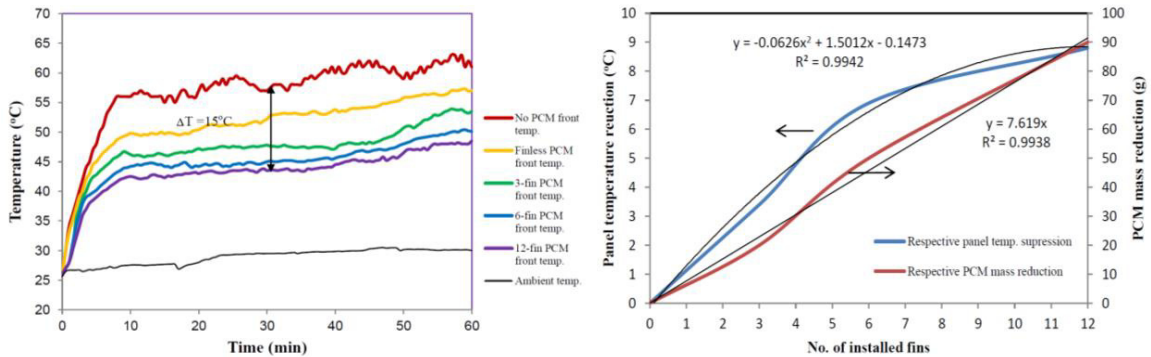 70
65
60
55
50
45
40
35
30
25
20
Temperature (°C)
0 10 20 30 40 50 60
Time (min)
ΔT =15°C
No PCM front
temp.
Finless PCM
front temp.
3-fin PCM
front temp.
6-fin PCM
front temp.
12-fin PCM
front temp.
Ambient temp.
10
9
8
7
6
5
4
3
2
1
0
Panel temperature reuction (°C)
y = -0.0626x² + 1.5012x - 0.1473
R² = 0.9942
y = 7.619x
R² = 0.9938
Respective panel temp. supression
Respective PCM mass reduction
0 1 2 3 4 5 6 7 8 9 10 11 12
No. of installed fins
100
90
80
70
60
50
40
30
20
10
0
PCM mass reduction (g)